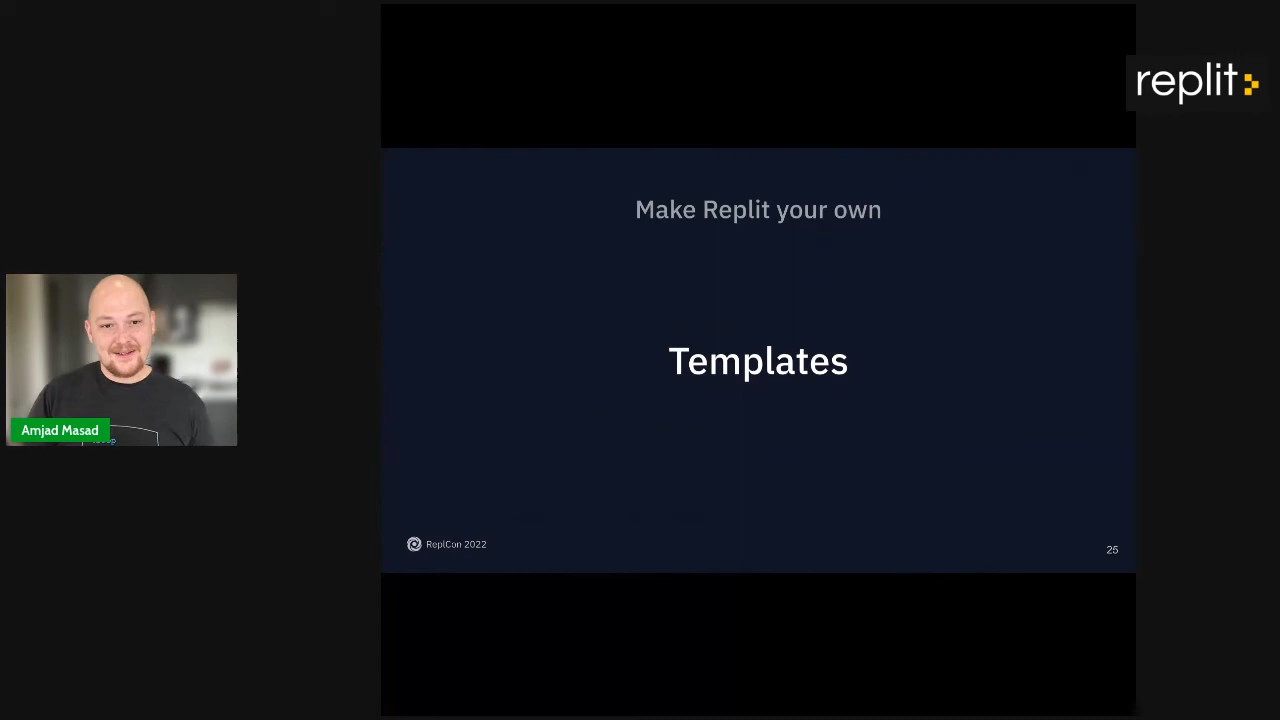 replit
Make Replit your own
Templates
Amjad Masad
ReplCon 2022
25